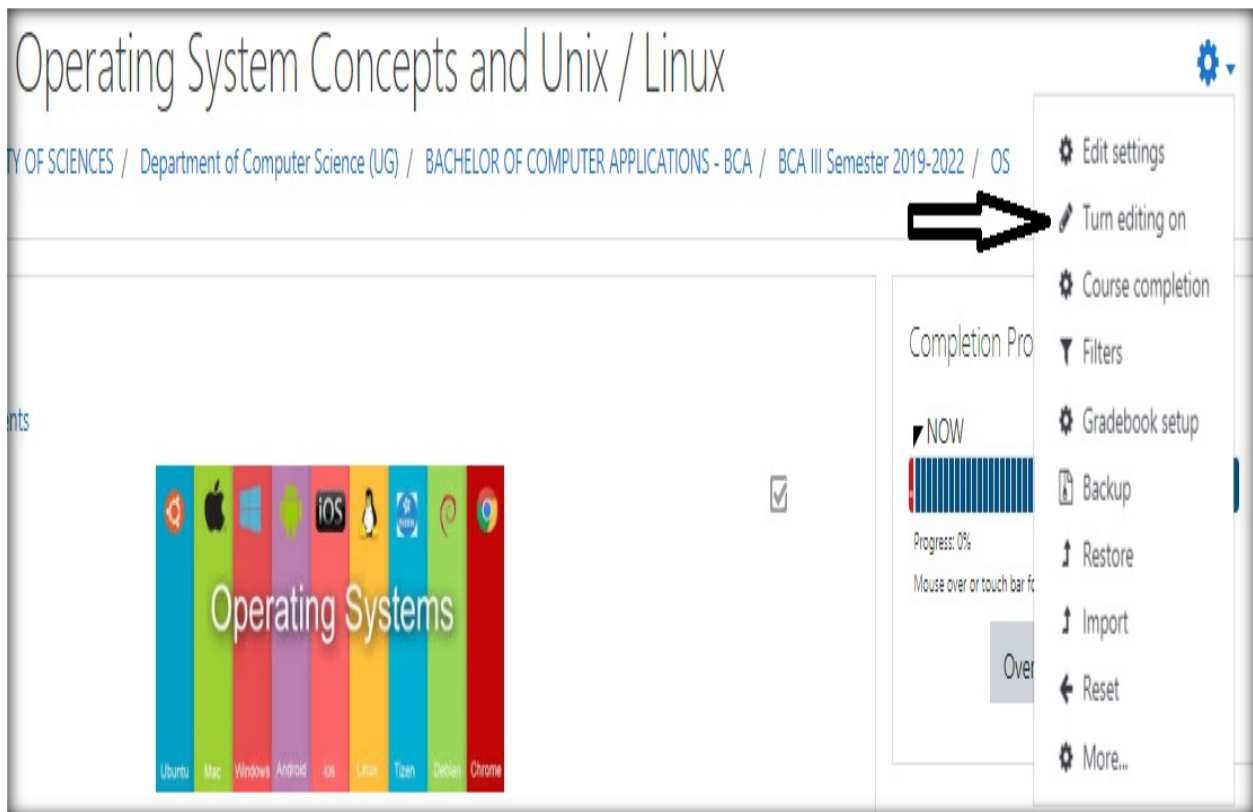 Operating System Concepts and Unix / Linux
TY OF SCIENCES / Department of Computer Science (UG) / BACHELOR OF COMPUTER APPLICATIONS - BCA / BCA III Semester 2019-2022 / OS
Edit settings
Turn editing on
Course completion
Filters
Gradebook setup
Backup
Restore
Import
Reset
More...
Completion Pro
NOW
Progress: 0%
Mouse over or touch bar fo
Over
ents
iOS
Operating Systems
Ubuntu Mac Windows Android ios Linux Tizen Debian Chrome